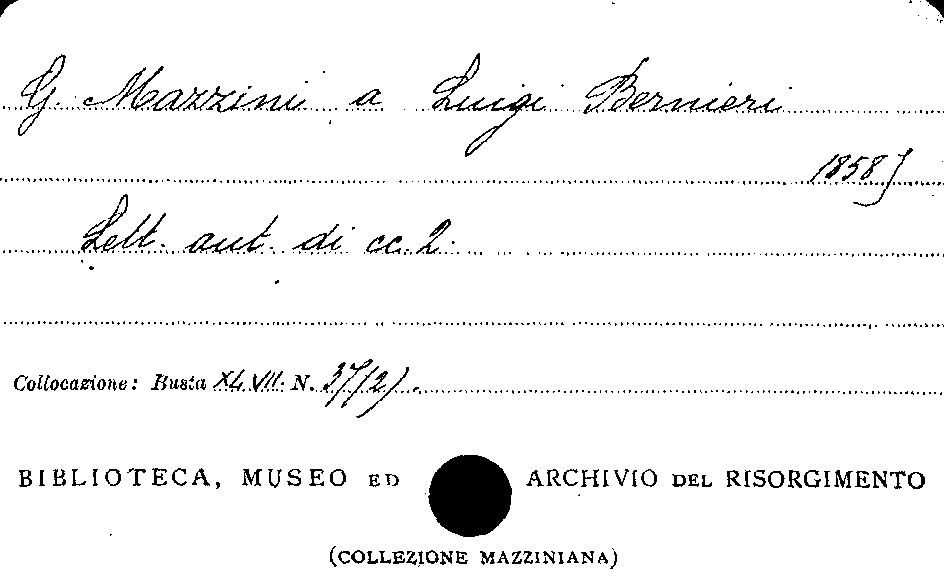 G. Mazzini a Luigi Bernieri
1858]
Lett. aut. di cc. 2.
Collocazione: Busta XLVIII. N. 37(2).
BIBLIOTECA, MUSEO ED ARCHIVIO DEL RISORGIMENTO
(COLLEZIONE MAZZINIANA)